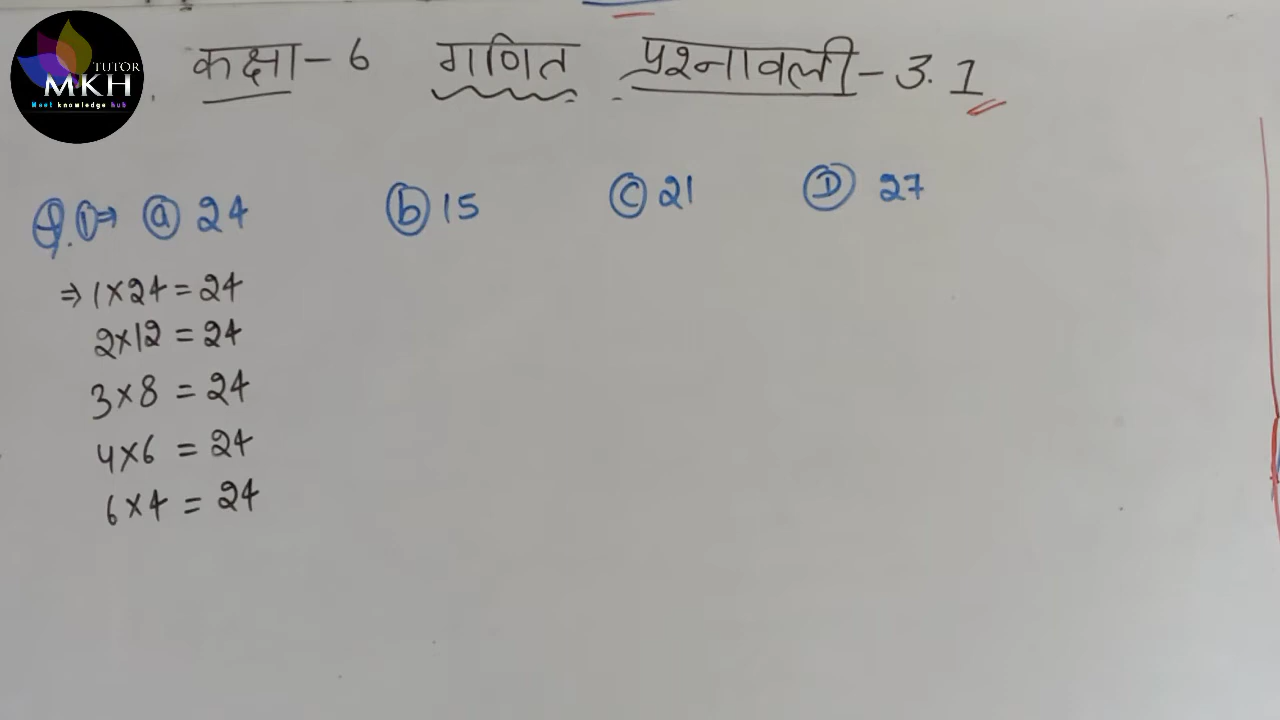 TUTOR
MKH
Meet knowledge hub
कक्षा - 6 गणित प्रश्नावली - 3.1
Q.① ⇒ ⓐ 24 ⓑ 15 Ⓒ 21 Ⓓ 27
⇒ 1×24 = 24
2×12 = 24
3×8 = 24
4×6 = 24
6×4 = 24